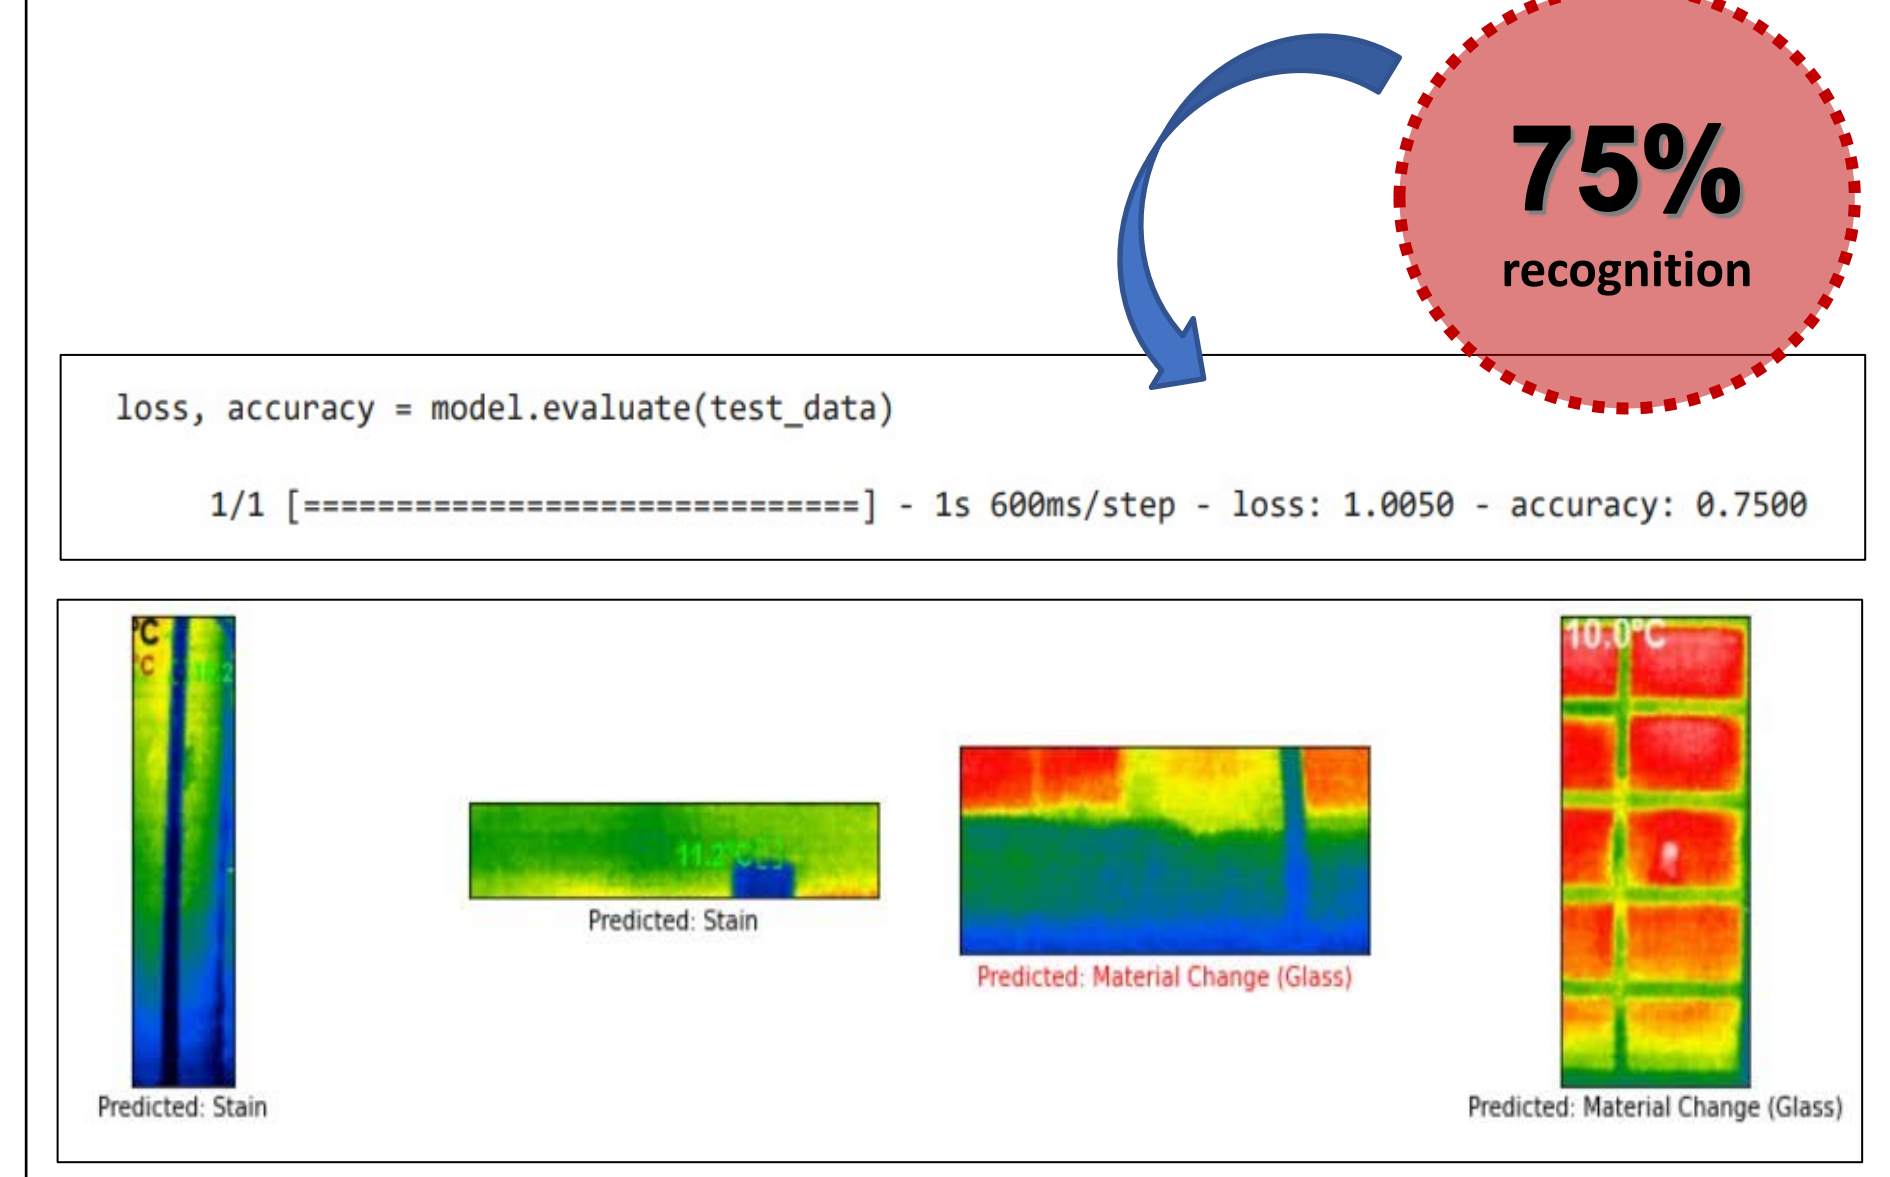 75%
recognition
loss, accuracy = model.evaluate(test_data)
1/1 [==============================] - 1s 600ms/step - loss: 1.0050 - accuracy: 0.7500
°C
°C
11.2°C
10.0°C
Predicted: Stain
Predicted: Material Change (Glass)
Predicted: Stain
Predicted: Material Change (Glass)